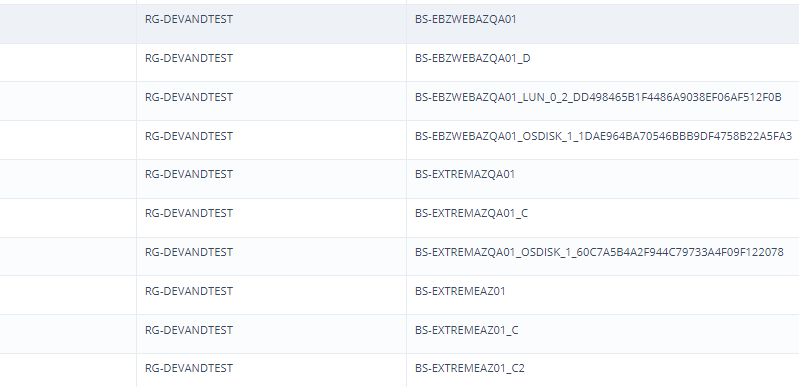 RG-DEVANDTEST BS-EBZWEBAZQA01
RG-DEVANDTEST BS-EBZWEBAZQA01_D
RG-DEVANDTEST BS-EBZWEBAZQA01_LUN_0_2_DD498465B1F4486A9038EF06AF512F0B
RG-DEVANDTEST BS-EBZWEBAZQA01_OSDISK_1_1DAE964BA70546BBB9DF4758B22A5FA3
RG-DEVANDTEST BS-EXTREMAZQA01
RG-DEVANDTEST BS-EXTREMAZQA01_C
RG-DEVANDTEST BS-EXTREMAZQA01_OSDISK_1_60C7A5B4A2F944C79733A4F09F122078
RG-DEVANDTEST BS-EXTREMEAZ01
RG-DEVANDTEST BS-EXTREMEAZ01_C
RG-DEVANDTEST BS-EXTREMEAZ01_C2